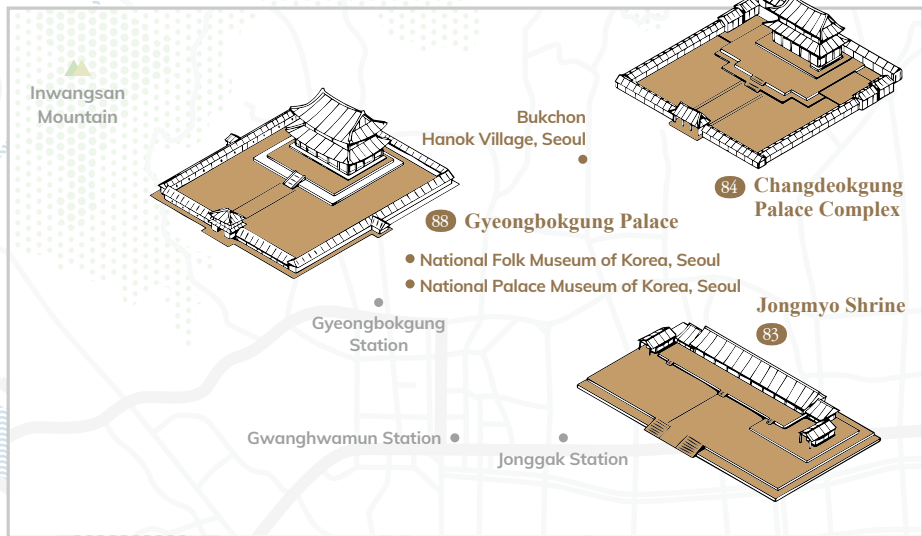 Inwangsan
Mountain
Bukchon
Hanok Village, Seoul
84 Changdeokgung
Palace Complex
88 Gyeongbokgung Palace
National Folk Museum of Korea, Seoul
National Palace Museum of Korea, Seoul
Jongmyo Shrine
83
Gyeongbokgung
Station
Gwanghwamun Station
Jonggak Station